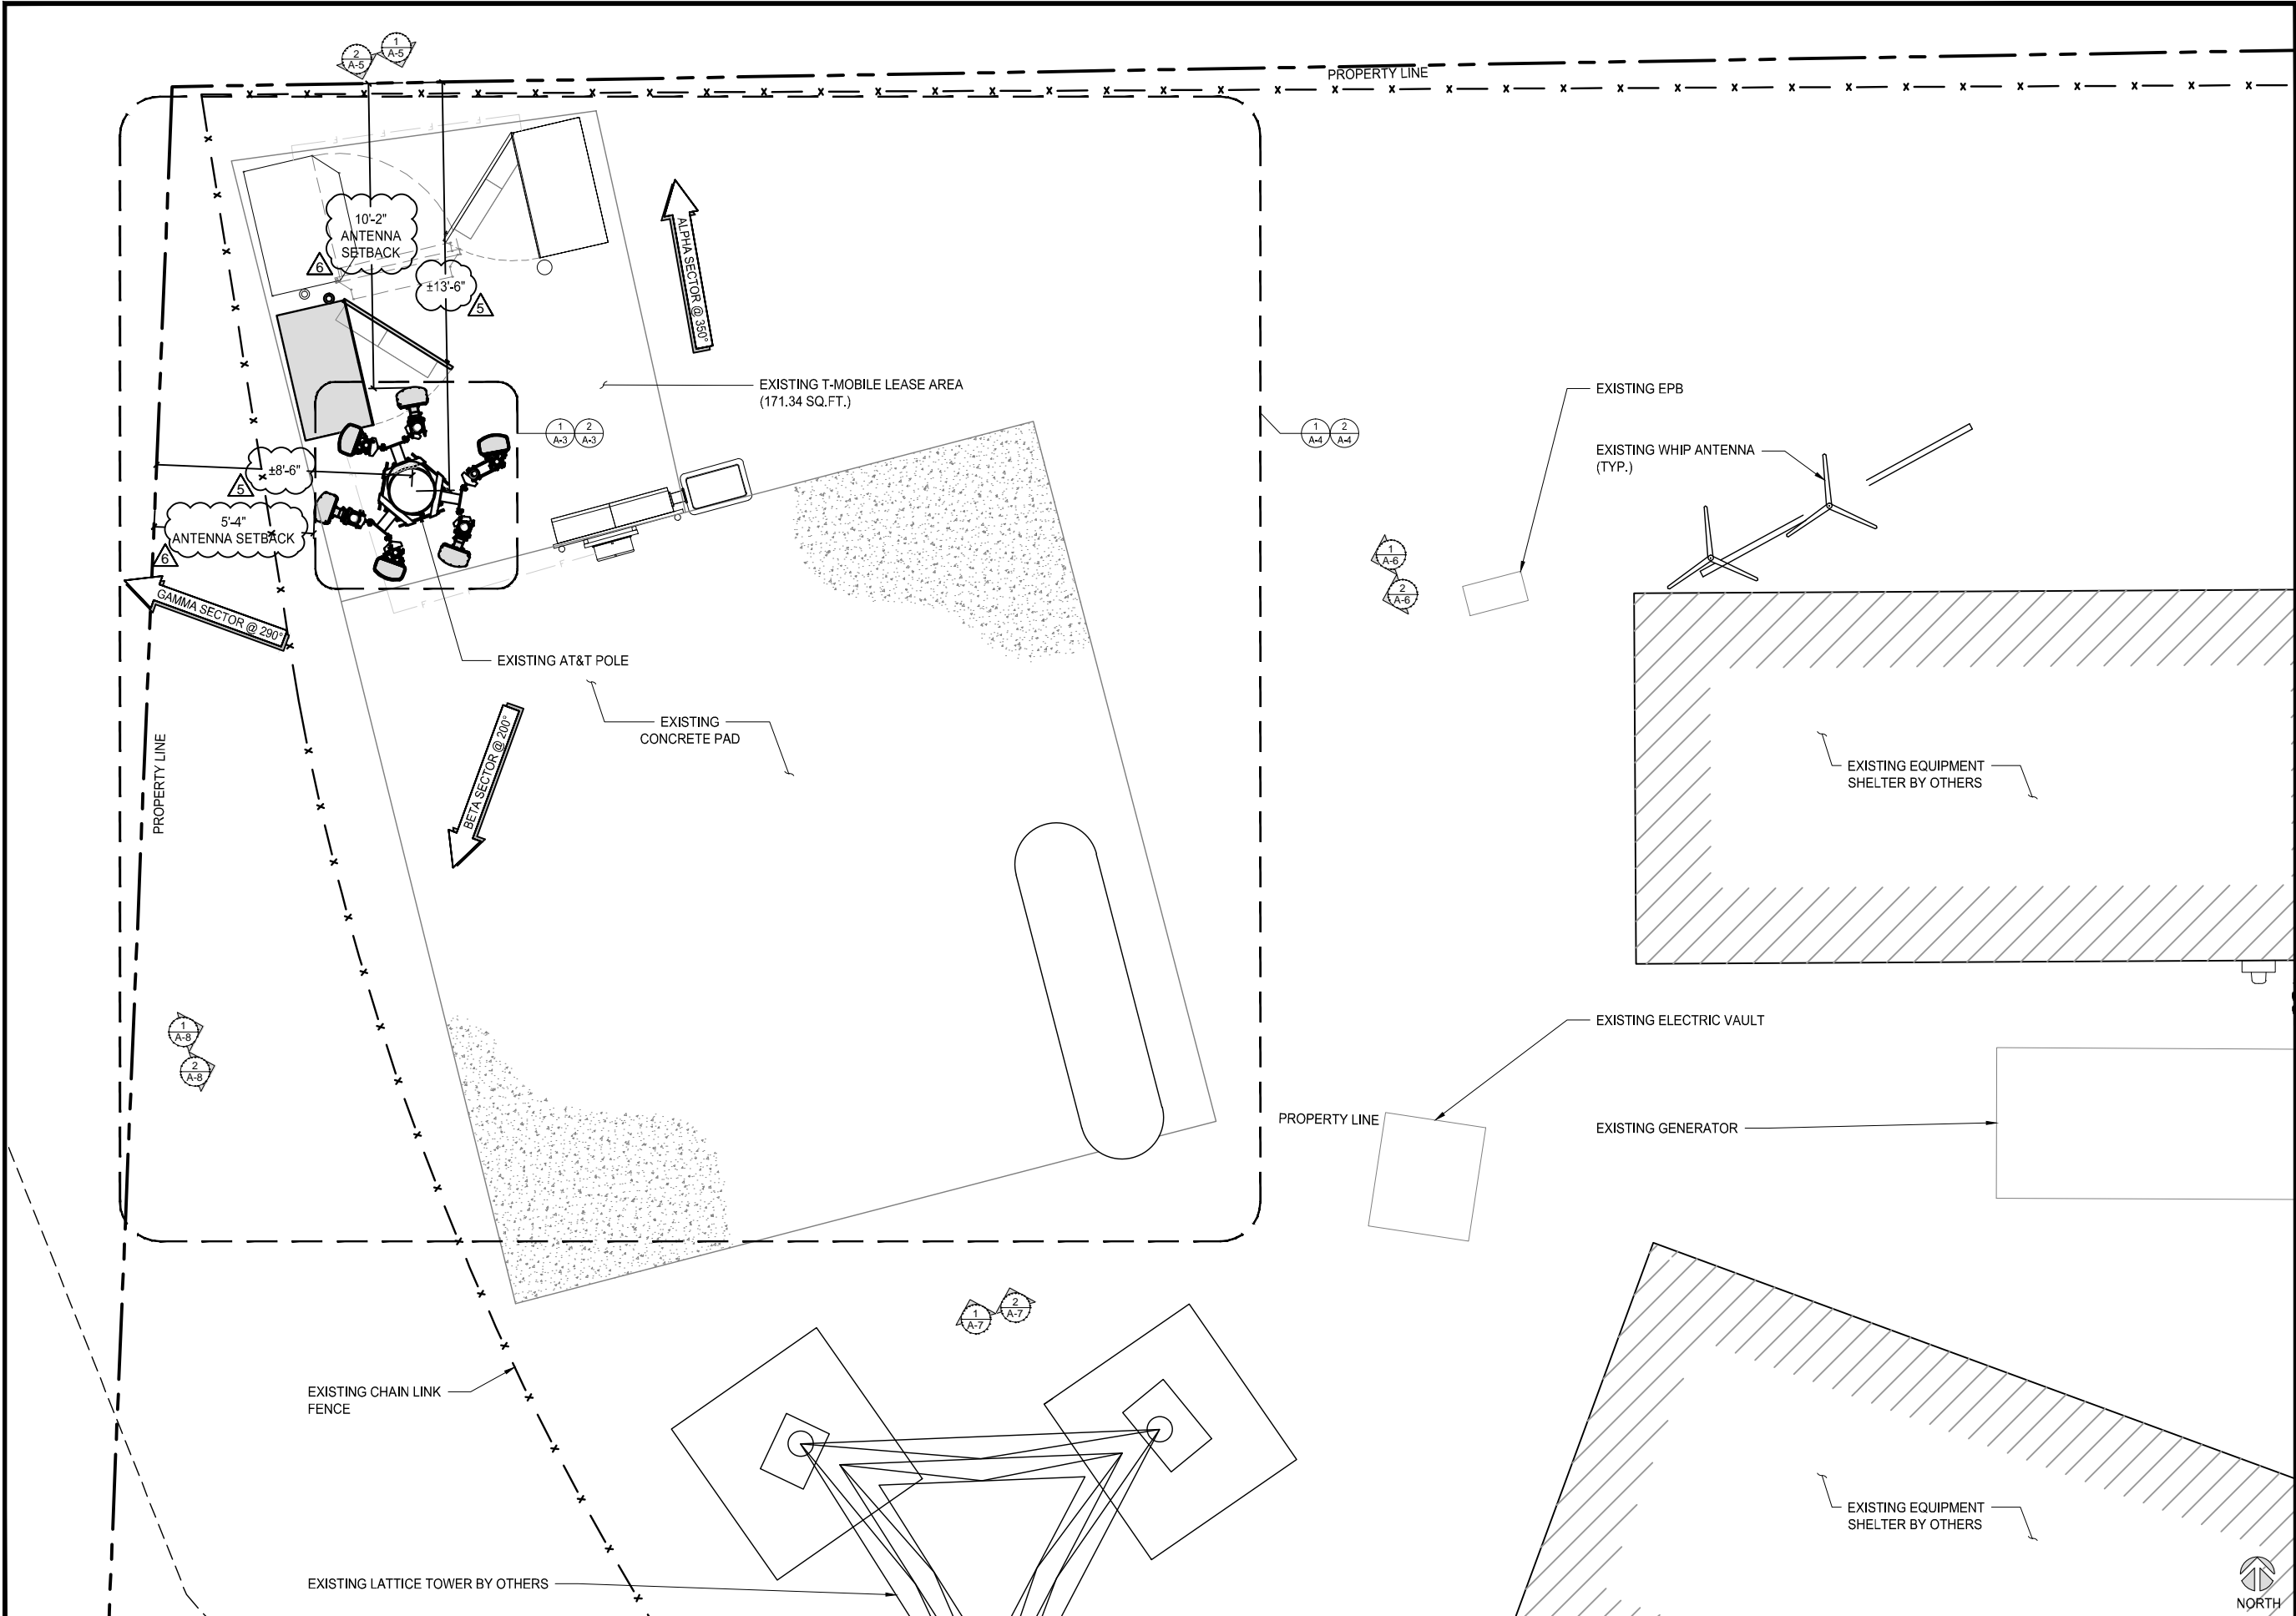 2
A-5
1
A-5
PROPERTY LINE
10'-2"
ANTENNA
SETBACK
6
±13'-6"
5
ALPHA SECTOR @ 350°
EXISTING T-MOBILE LEASE AREA
(171.34 SQ.FT.)
1
A-3
2
A-3
1
A-4
2
A-4
EXISTING EPB
EXISTING WHIP ANTENNA
(TYP.)
±8'-6"
5
5'-4"
ANTENNA SETBACK
6
GAMMA SECTOR @ 290°
1
A-6
2
A-6
EXISTING AT&T POLE
EXISTING
CONCRETE PAD
BETA SECTOR @ 200°
PROPERTY LINE
EXISTING EQUIPMENT
SHELTER BY OTHERS
1
A-8
2
A-8
EXISTING ELECTRIC VAULT
PROPERTY LINE
EXISTING GENERATOR
1
A-7
2
A-7
EXISTING CHAIN LINK
FENCE
EXISTING EQUIPMENT
SHELTER BY OTHERS
EXISTING LATTICE TOWER BY OTHERS
NORTH